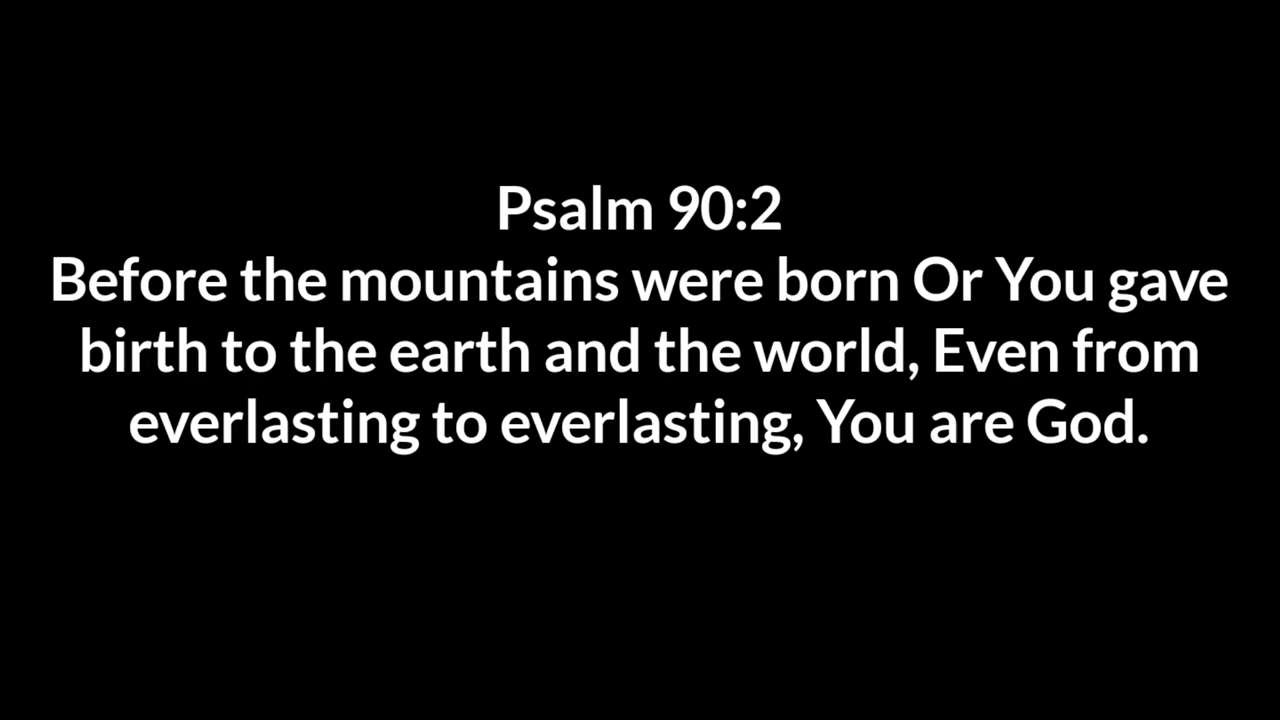 Psalm 90:2
Before the mountains were born Or You gave
birth to the earth and the world, Even from
everlasting to everlasting, You are God.